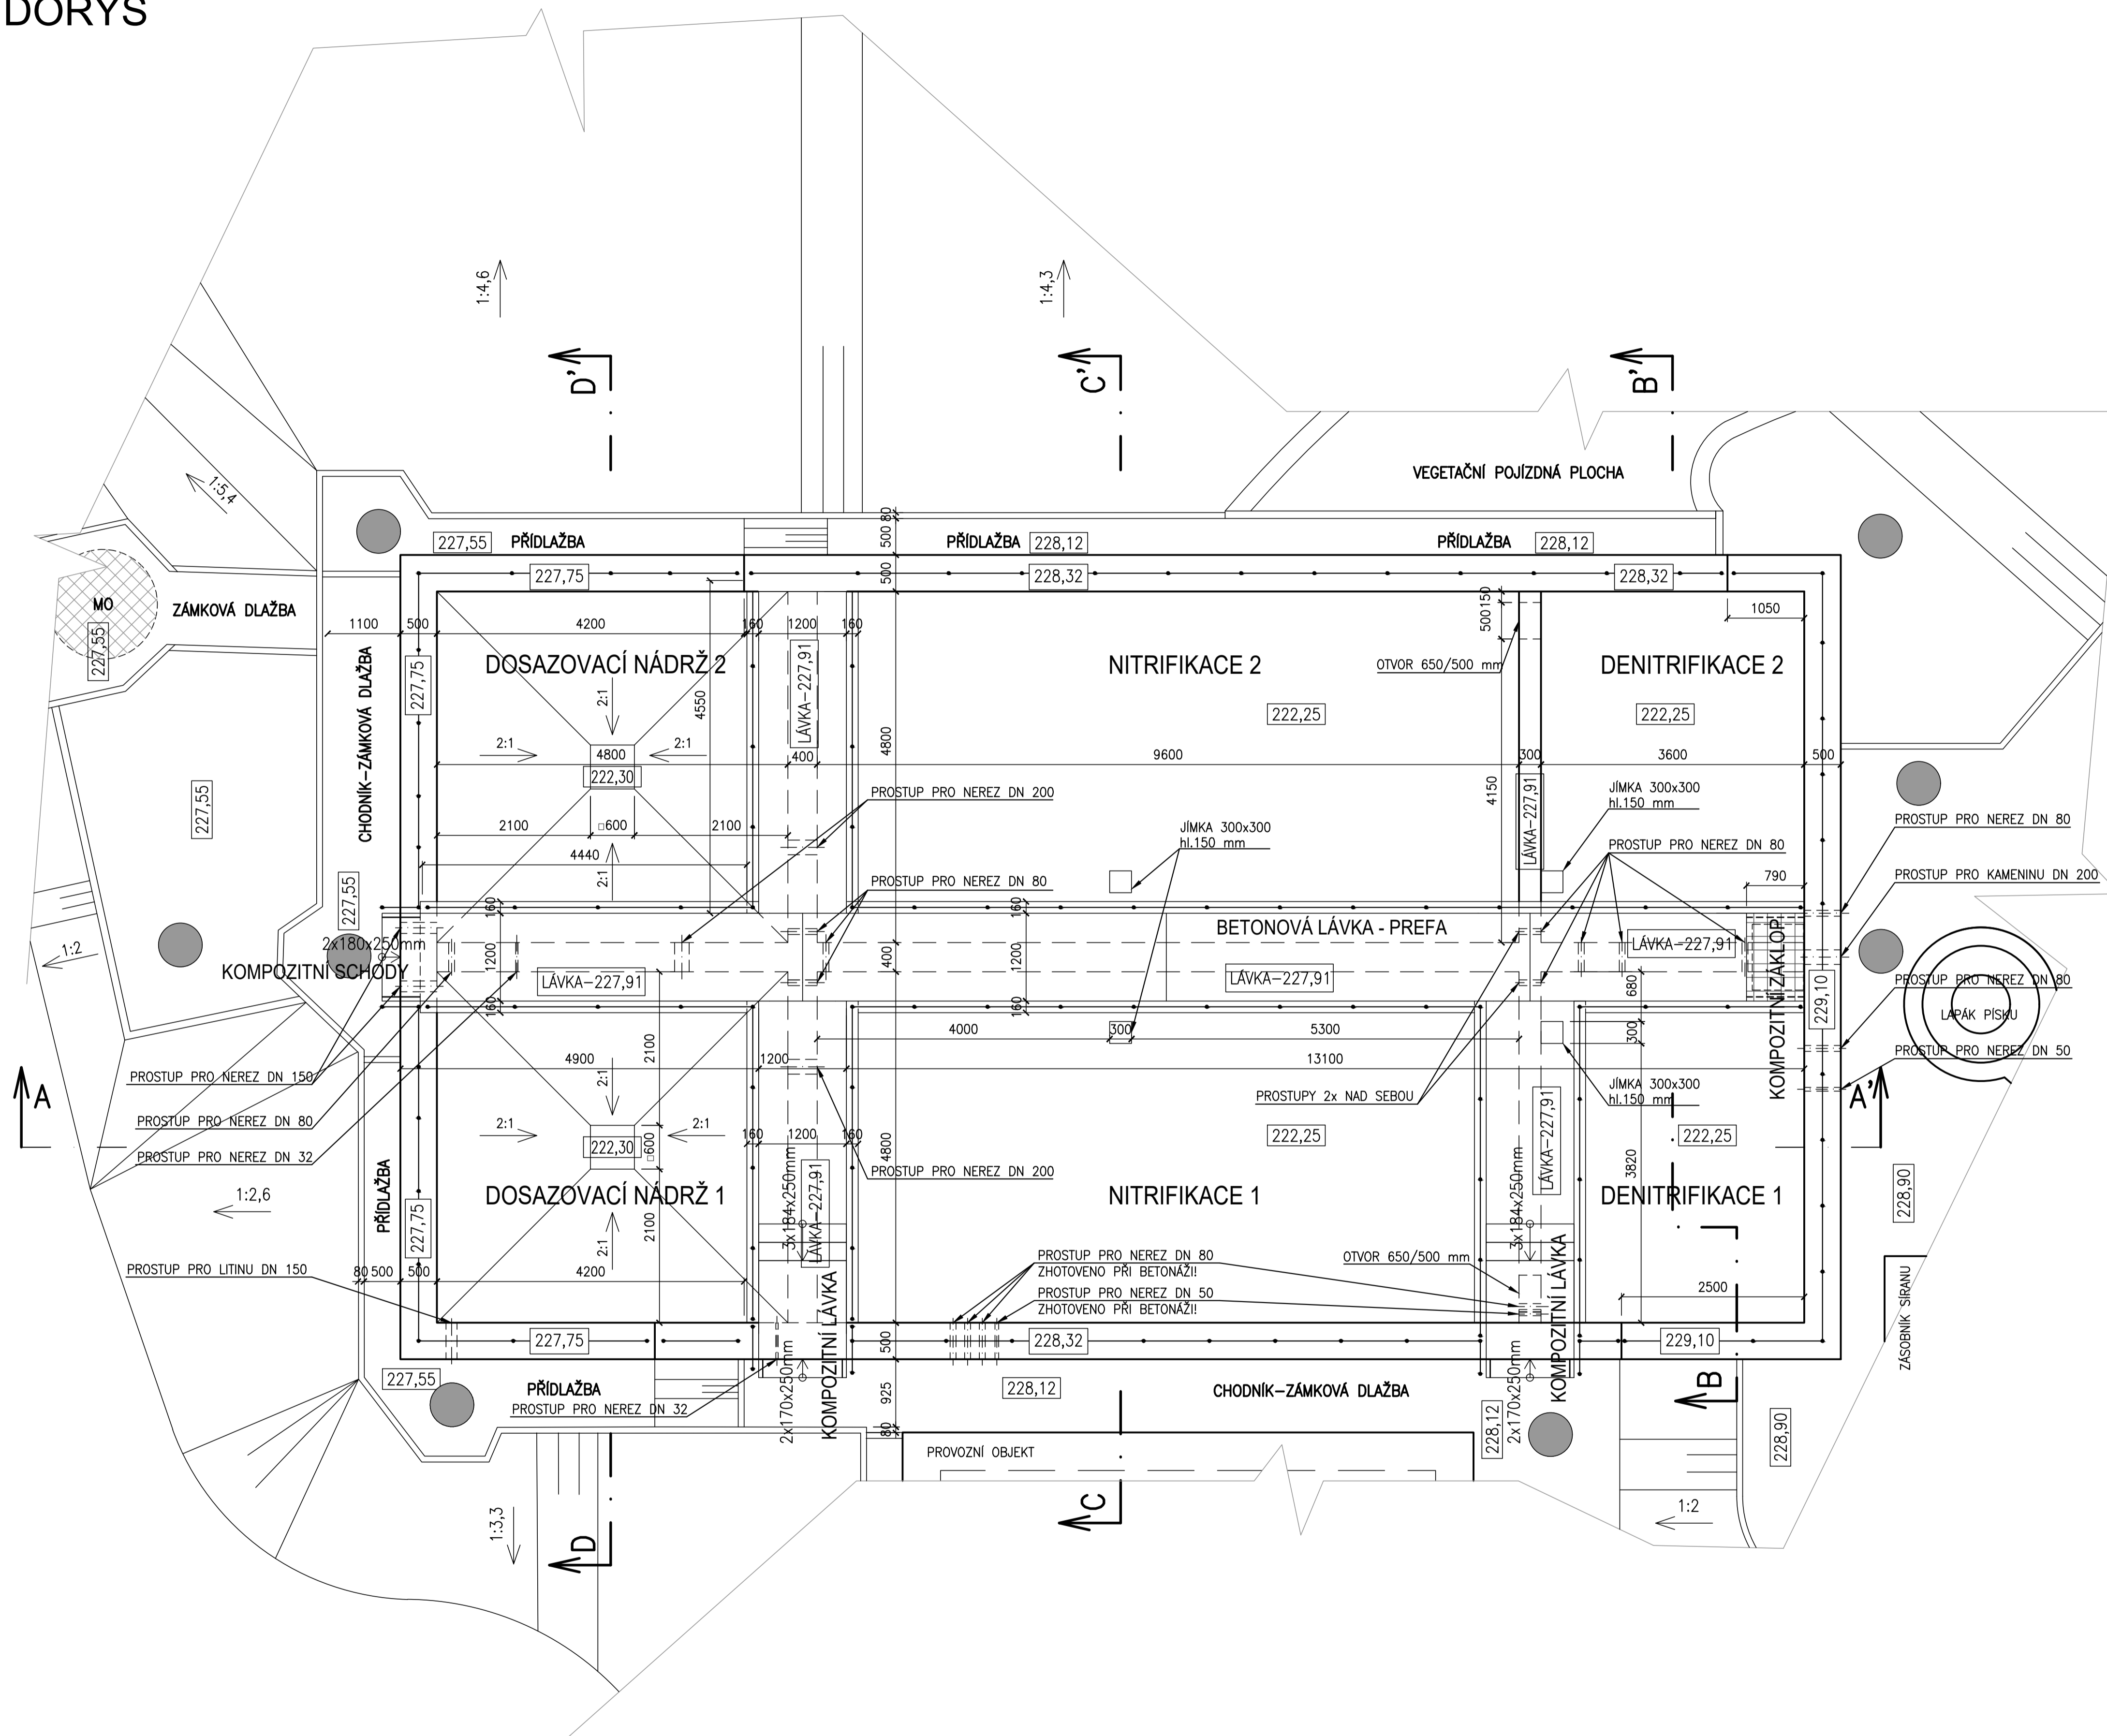 DORYS
1:4,6
1:4,3
D'
C'
B'
VEGETAČNÍ POJÍZDNÁ PLOCHA
1:5,4
227,55
PŘÍDLAŽBA
PŘÍDLAŽBA
228,12
PŘÍDLAŽBA
228,12
500
80
227,75
500
228,32
228,32
MO
227,55
ZÁMKOVÁ DLAŽBA
1100
500
4200
160
1200
160
150
500
1050
CHODNÍK-ZÁMKOVÁ DLAŽBA
227,75
DOSAZOVACÍ NÁDRŽ 2
LÁVKA-227,91
NITRIFIKACE 2
OTVOR 650/500 mm
DENITRIFIKACE 2
2:1
4550
222,25
222,25
2:1
2:1
4800
400
4800
9600
300
3600
500
222,30
227,55
PROSTUP PRO NEREZ DN 200
4150
LÁVKA-227,91
JÍMKA 300x300
hl.150 mm
2100
□600
2100
JÍMKA 300x300
hl.150 mm
PROSTUP PRO NEREZ DN 80
PROSTUP PRO NEREZ DN 80
4440
2:1
PROSTUP PRO NEREZ DN 80
790
PROSTUP PRO KAMENINU DN 200
227,55
160
160
BETONOVÁ LÁVKA - PREFA
2x180x250mm
KOMPOZITNÍ SCHODY
1:2
1200
400
1200
LÁVKA-227,91
LÁVKA-227,91
LÁVKA-227,91
KOMPOZITNÍ ZÁKLOP
229,10
PROSTUP PRO NEREZ DN 80
160
160
680
LAPÁK PÍSKU
4000
300
5300
300
4900
2100
1200
13100
PROSTUP PRO NEREZ DN 50
PROSTUP PRO NEREZ DN 150
2:1
JÍMKA 300x300
hl.150 mm
A
A'
PROSTUPY 2x NAD SEBOU
PROSTUP PRO NEREZ DN 80
2:1
2:1
160
1200
160
4800
222,30
□600
222,25
222,25
PROSTUP PRO NEREZ DN 32
PROSTUP PRO NEREZ DN 200
LÁVKA-227,91
3x184x250mm
LÁVKA-227,91
3x184x250mm
3820
1:2,6
PŘÍDLAŽBA
227,75
DOSAZOVACÍ NÁDRŽ 1
NITRIFIKACE 1
DENITRIFIKACE 1
228,90
2:1
2100
PROSTUP PRO NEREZ DN 80
ZHOTOVENO PŘI BETONÁŽI!
OTVOR 650/500 mm
PROSTUP PRO LITINU DN 150
80
500
500
4200
PROSTUP PRO NEREZ DN 50
ZHOTOVENO PŘI BETONÁŽI!
2500
ZÁSOBNÍK SÍRANU
227,75
KOMPOZITNÍ LÁVKA
500
228,32
KOMPOZITNÍ LÁVKA
229,10
227,55
PŘÍDLAŽBA
PROSTUP PRO NEREZ DN 32
2x170x250mm
925
80
228,12
CHODNÍK-ZÁMKOVÁ DLAŽBA
228,12
2x170x250mm
B
228,90
PROVOZNÍ OBJEKT
C
1:2
1:3,3
D